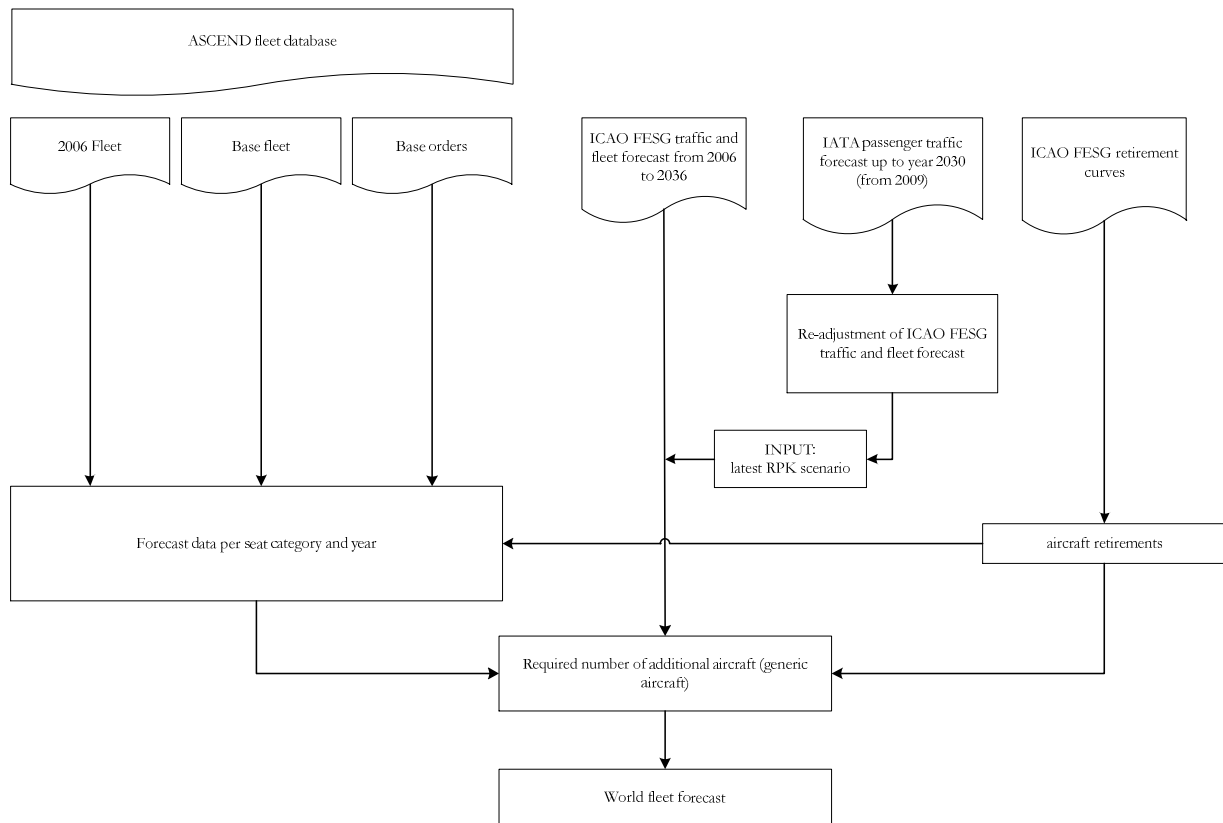 ASCEND fleet database
2006 Fleet
Base fleet
Base orders
ICAO FESG traffic and
fleet forecast from 2006
to 2036
IATA passenger traffic
forecast up to year 2030
(from 2009)
ICAO FESG retirement
curves
Re-adjustment of ICAO FESG
traffic and fleet forecast
INPUT:
latest RPK scenario
Forecast data per seat category and year
aircraft retirements
Required number of additional aircraft (generic
aircraft)
World fleet forecast